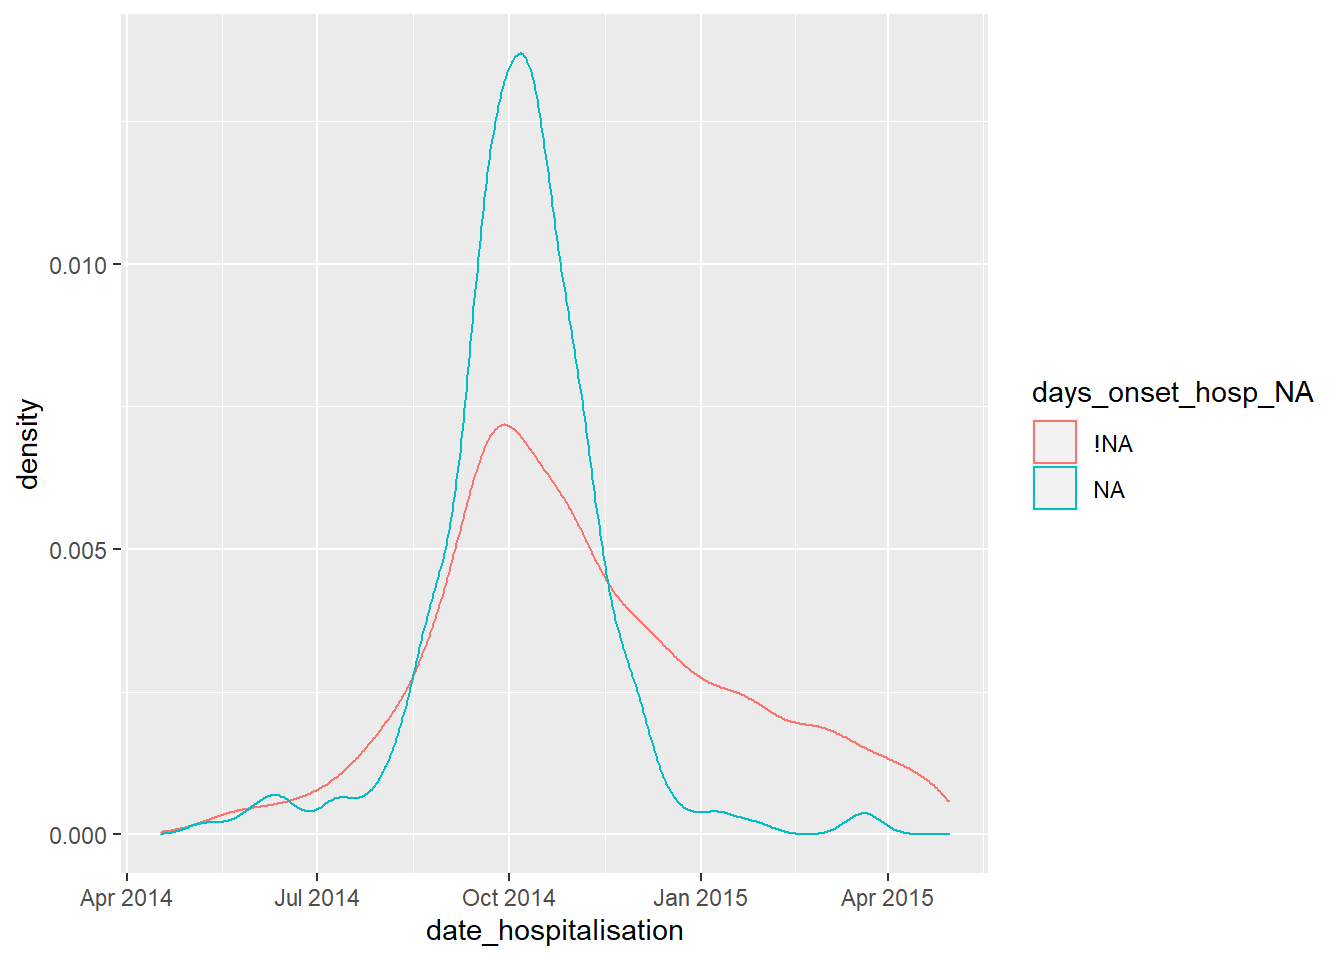 density
0.010
0.005
0.000
Apr 2014
Jul 2014
Oct 2014
Jan 2015
Apr 2015
date_hospitalisation
days_onset_hosp_NA
!NA
NA